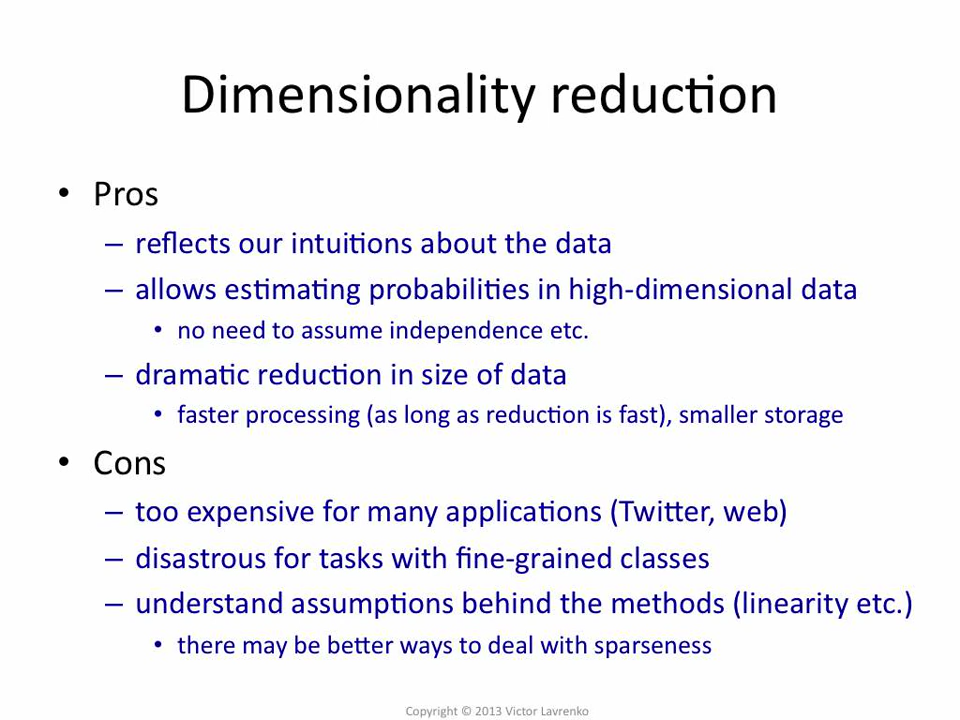 Dimensionality reduction
• Pros
– reflects our intuitions about the data
– allows estimating probabilities in high-dimensional data
• no need to assume independence etc.
– dramatic reduction in size of data
• faster processing (as long as reduction is fast), smaller storage
• Cons
– too expensive for many applications (Twitter, web)
– disastrous for tasks with fine-grained classes
– understand assumptions behind the methods (linearity etc.)
• there may be better ways to deal with sparseness
Copyright © 2013 Victor Lavrenko